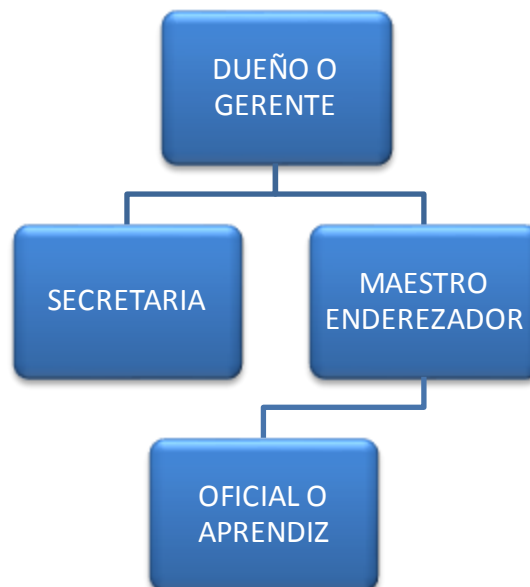 DUEÑO O
GERENTE
SECRETARIA
MAESTRO
ENDEREZADOR
OFICIAL O
APRENDIZ